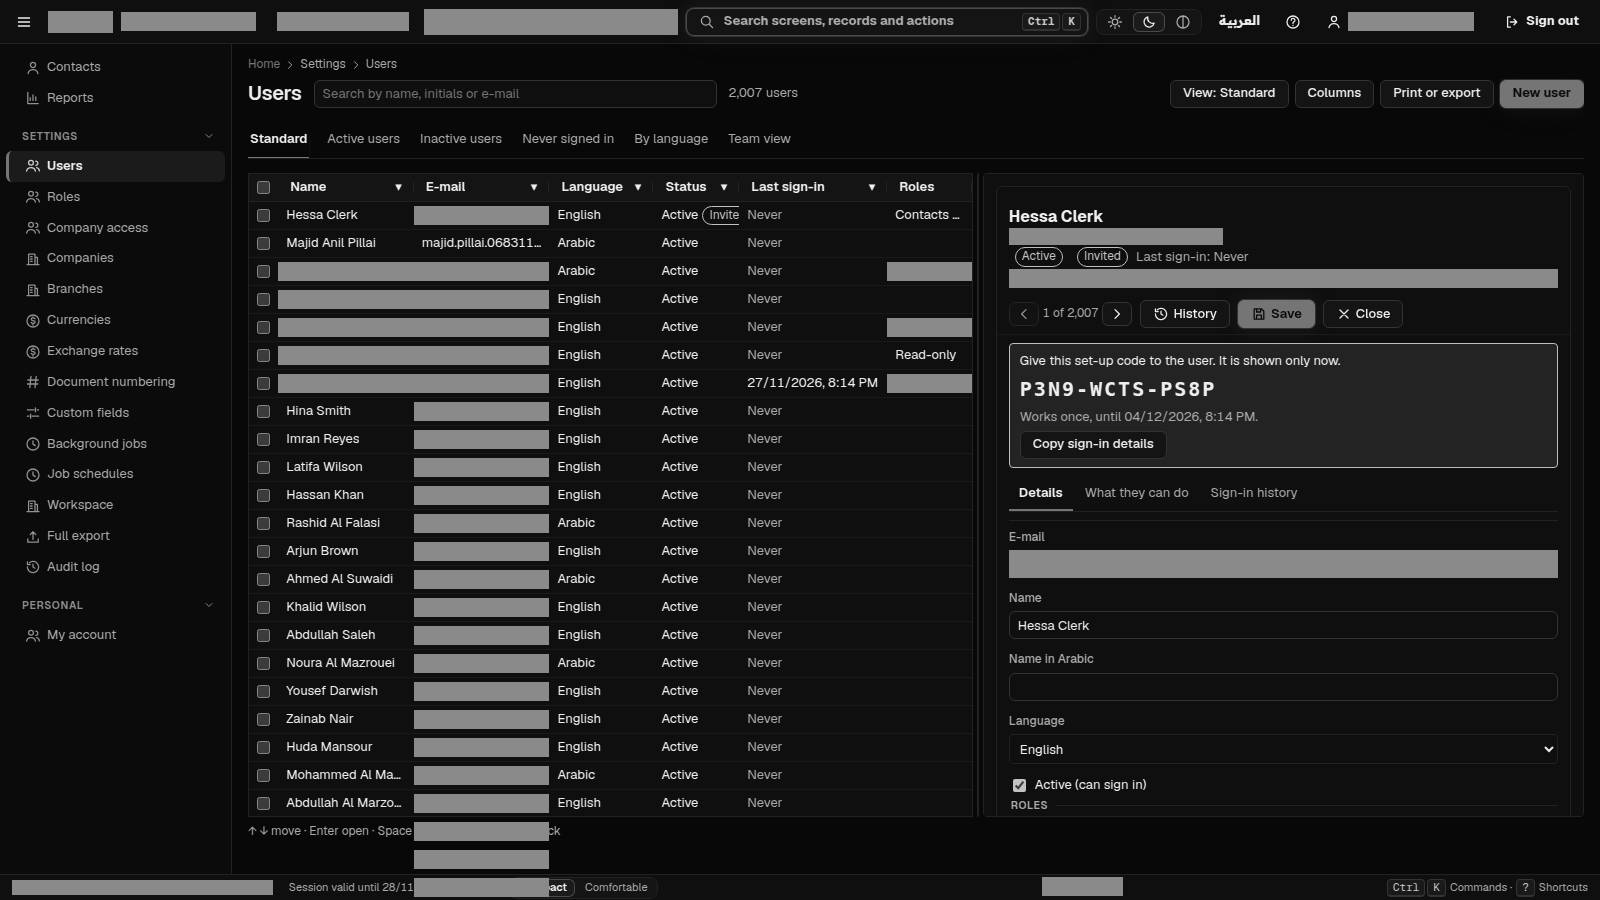 Search screens, records and actions Ctrl K العربية Sign out
Contacts
Reports
SETTINGS
Users
Roles
Company access
Companies
Branches
Currencies
Exchange rates
Document numbering
Custom fields
Background jobs
Job schedules
Workspace
Full export
Audit log
PERSONAL
My account
Home > Settings > Users
Users Search by name, initials or e-mail 2,007 users View: Standard Columns Print or export New user
Standard Active users Inactive users Never signed in By language Team view
Name E-mail Language Status Last sign-in Roles
Hessa Clerk English Active Invite Never Contacts ...
Majid Anil Pillai majid.pillai.068311... Arabic Active Never
Arabic Active Never
English Active Never
English Active Never
English Active Never Read-only
English Active 27/11/2026, 8:14 PM
Hina Smith English Active Never
Imran Reyes English Active Never
Latifa Wilson English Active Never
Hassan Khan English Active Never
Rashid Al Falasi Arabic Active Never
Arjun Brown English Active Never
Ahmed Al Suwaidi Arabic Active Never
Khalid Wilson English Active Never
Abdullah Saleh English Active Never
Noura Al Mazrouei Arabic Active Never
Yousef Darwish English Active Never
Zainab Nair English Active Never
Huda Mansour English Active Never
Mohammed Al Ma... Arabic Active Never
Abdullah Al Marzo... English Active Never
↑↓ move · Enter open · Space
Hessa Clerk
Active Invited Last sign-in: Never
1 of 2,007 History Save Close
Give this set-up code to the user. It is shown only now.
P3N9-WCTS-PS8P
Works once, until 04/12/2026, 8:14 PM.
Copy sign-in details
Details What they can do Sign-in history
E-mail
Name
Hessa Clerk
Name in Arabic
Language
English
Active (can sign in)
ROLES
Session valid until 28/11 Comfortable Ctrl K Commands · ? Shortcuts